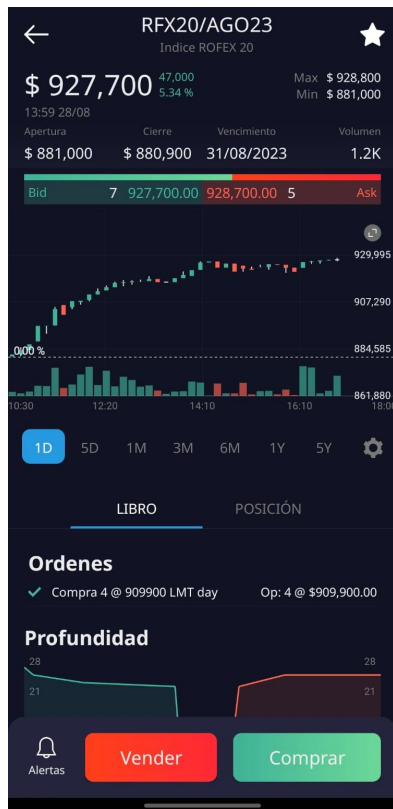 RFX20/AGO23
Indice ROFEX 20
$ 927,700 47,000 5.34 %
Max $ 928,800
Min $ 881,000
13:59 28/08
Apertura Cierre Vencimiento Volumen
$ 881,000 $ 880,900 31/08/2023 1.2K
Bid 7 927,700.00 928,700.00 5 Ask
929,995
907,290
884,585
0,00 %
861,880
10:30 12:20 14:10 16:10 18:00
1D 5D 1M 3M 6M 1Y 5Y
LIBRO POSICIÓN
Ordenes
Compra 4 @ 909900 LMT day Op: 4 @ $909,900.00
Profundidad
28 28
21 21
Alertas Vender Comprar